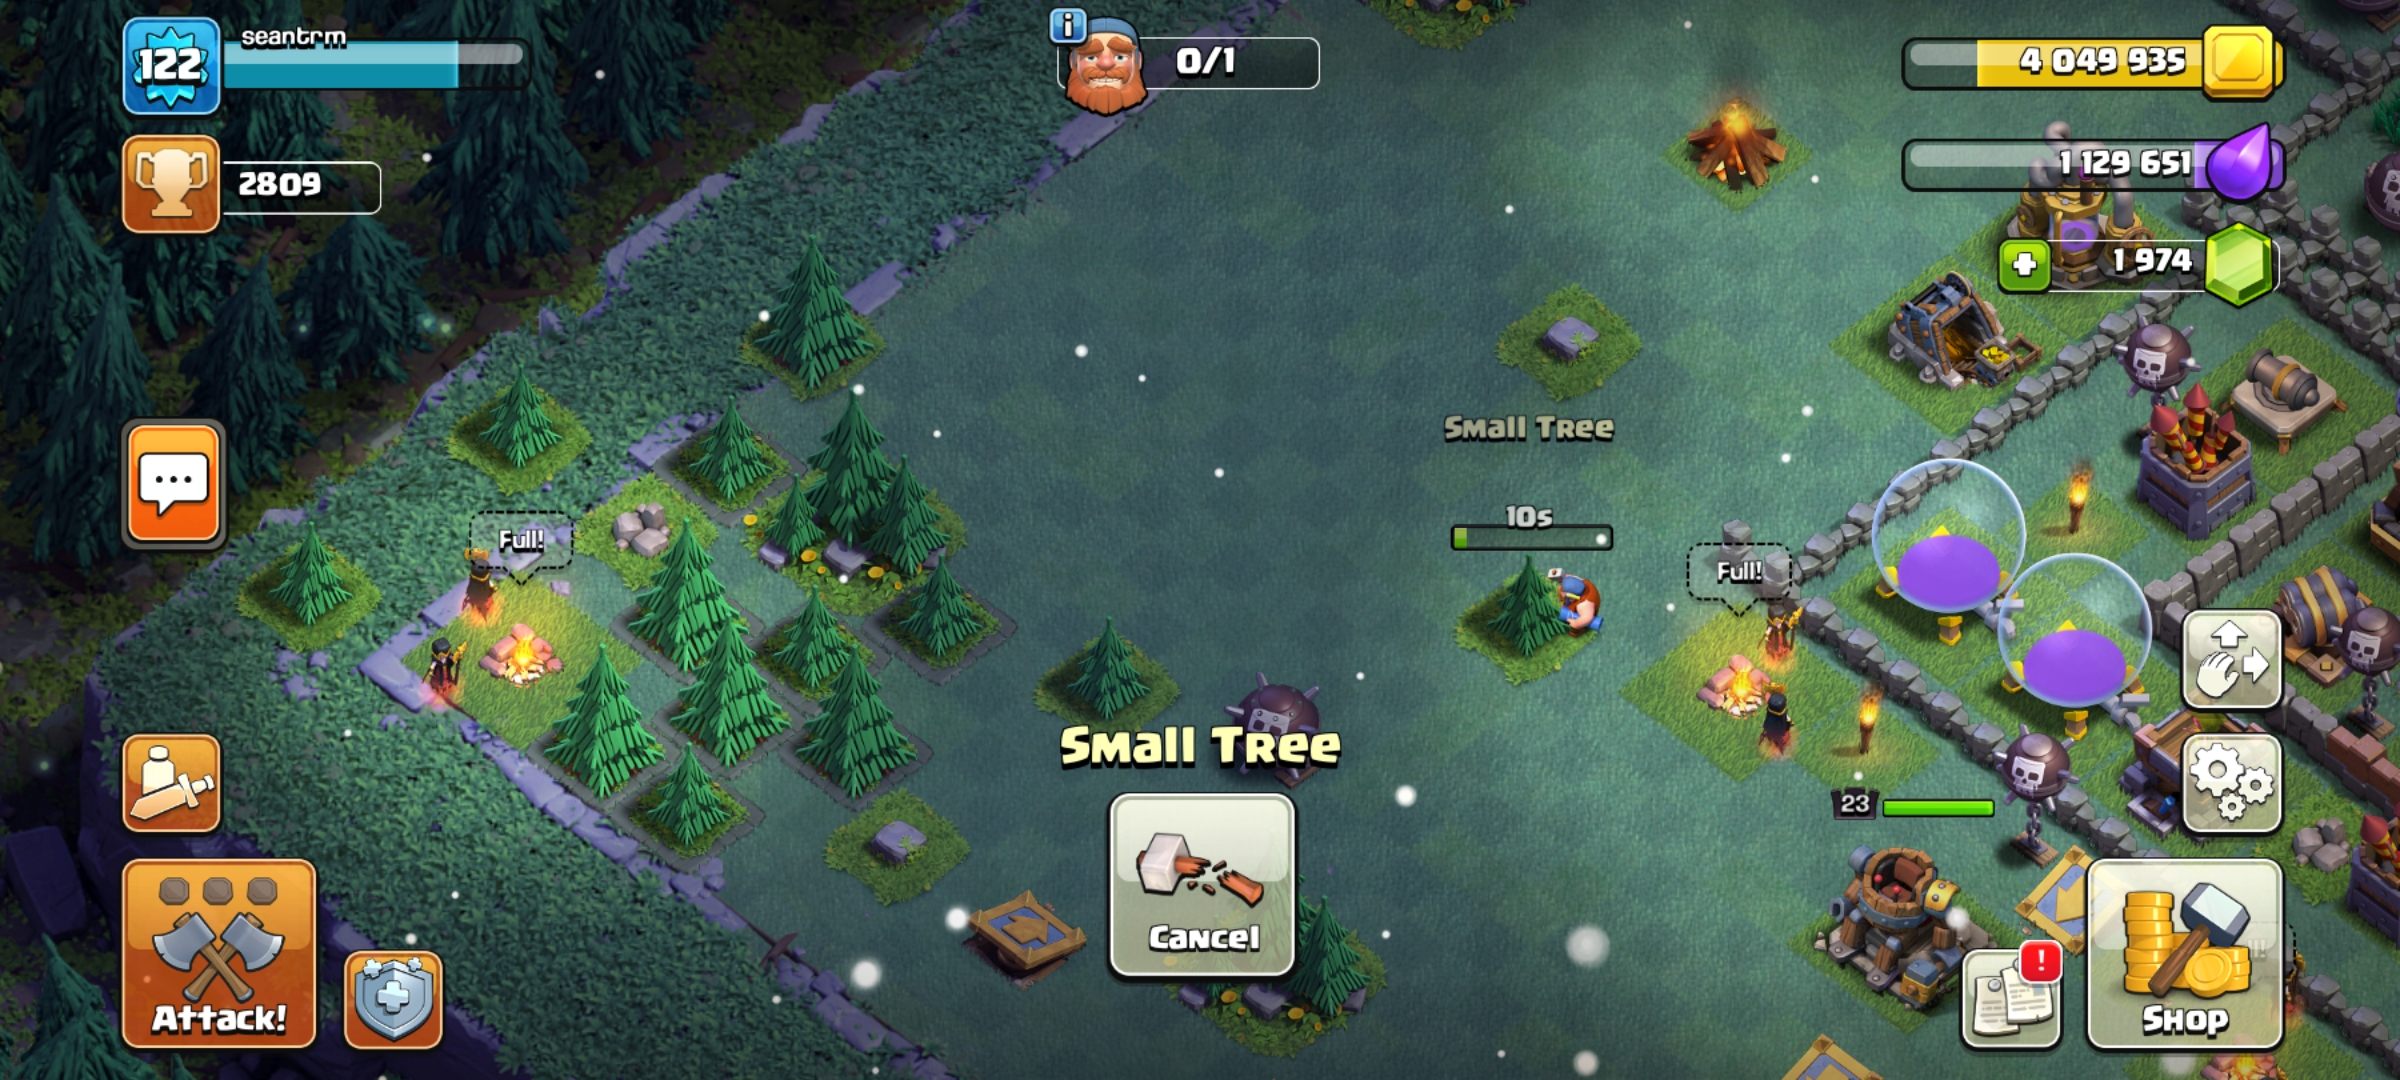 122
seantrm
i
0/1
4 049 935
2809
1 129 651
1 974
Small Tree
10s
Full!
Full!
Small Tree
23
Cancel
Attack!
!
Shop